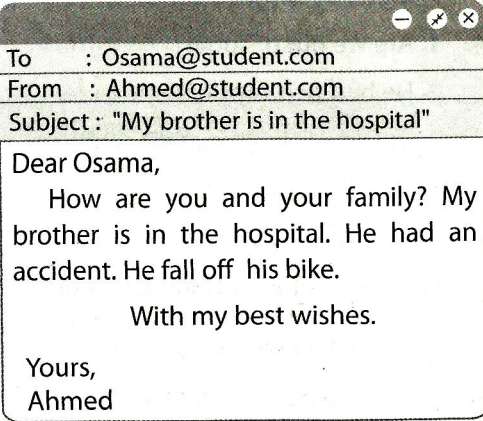 To : Osama@student.com
From : Ahmed@student.com
Subject : "My brother is in the hospital"
Dear Osama,
How are you and your family? My
brother is in the hospital. He had an
accident. He fall off his bike.
With my best wishes.
Yours,
Ahmed